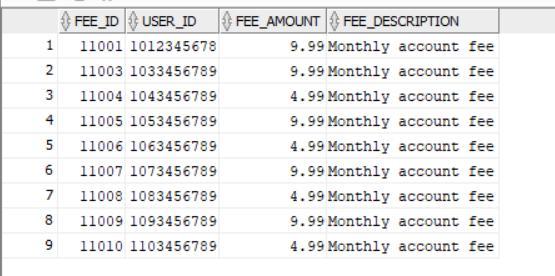 FEE_ID USER_ID FEE_AMOUNT FEE_DESCRIPTION
1 11001 1012345678 9.99 Monthly account fee
2 11003 1033456789 9.99 Monthly account fee
3 11004 1043456789 4.99 Monthly account fee
4 11005 1053456789 9.99 Monthly account fee
5 11006 1063456789 4.99 Monthly account fee
6 11007 1073456789 9.99 Monthly account fee
7 11008 1083456789 4.99 Monthly account fee
8 11009 1093456789 9.99 Monthly account fee
9 11010 1103456789 4.99 Monthly account fee